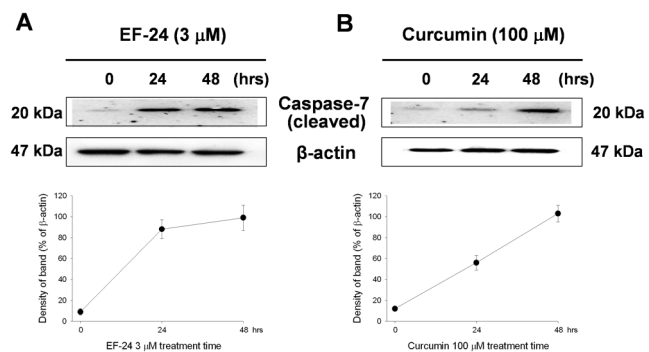 A
EF-24 (3 μM)
0 24 48 (hrs)
B
Curcumin (100 μM)
0 24 48 (hrs)
20 kDa
Caspase-7
(cleaved)
20 kDa
47 kDa
β-actin
47 kDa
Density of band (% of β-actin)
120
100
80
60
40
20
0
0 24 48 hrs
EF-24 3 μM treatment time
Density of band (% of β-actin)
120
100
80
60
40
20
0
0 24 48 hrs
Curcumin 100 μM treatment time